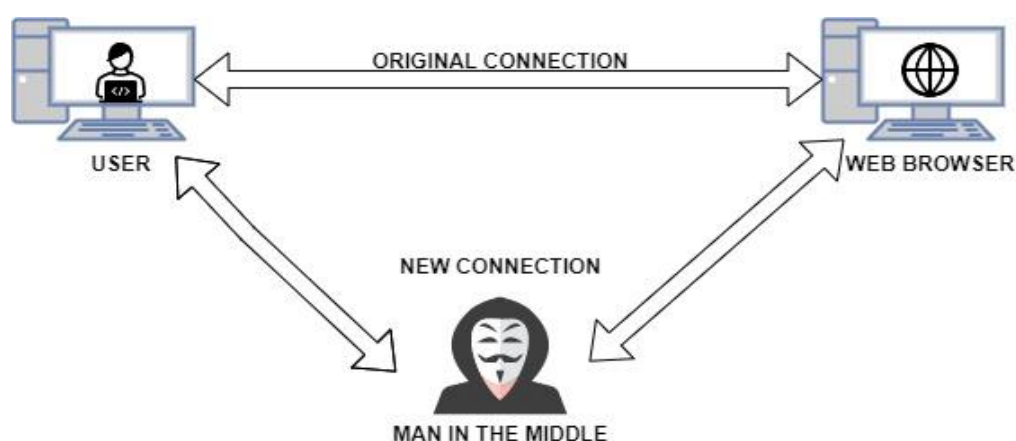 ORIGINAL CONNECTION
USER
WEB BROWSER
NEW CONNECTION
MAN IN THE MIDDLE